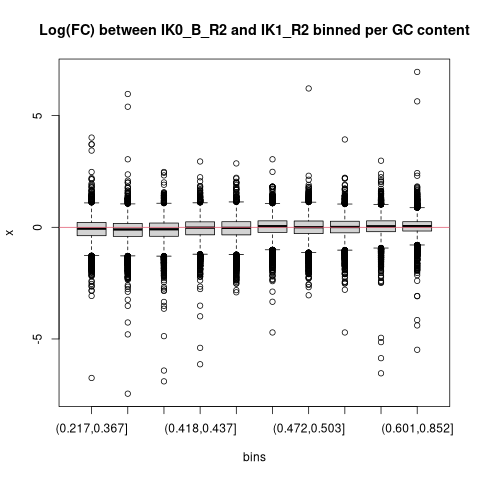 Log(FC) between IK0_B_R2 and IK1_R2 binned per GC content
5
0
-5
x
(0.217,0.367]
(0.418,0.437]
(0.472,0.503]
(0.601,0.852]
bins